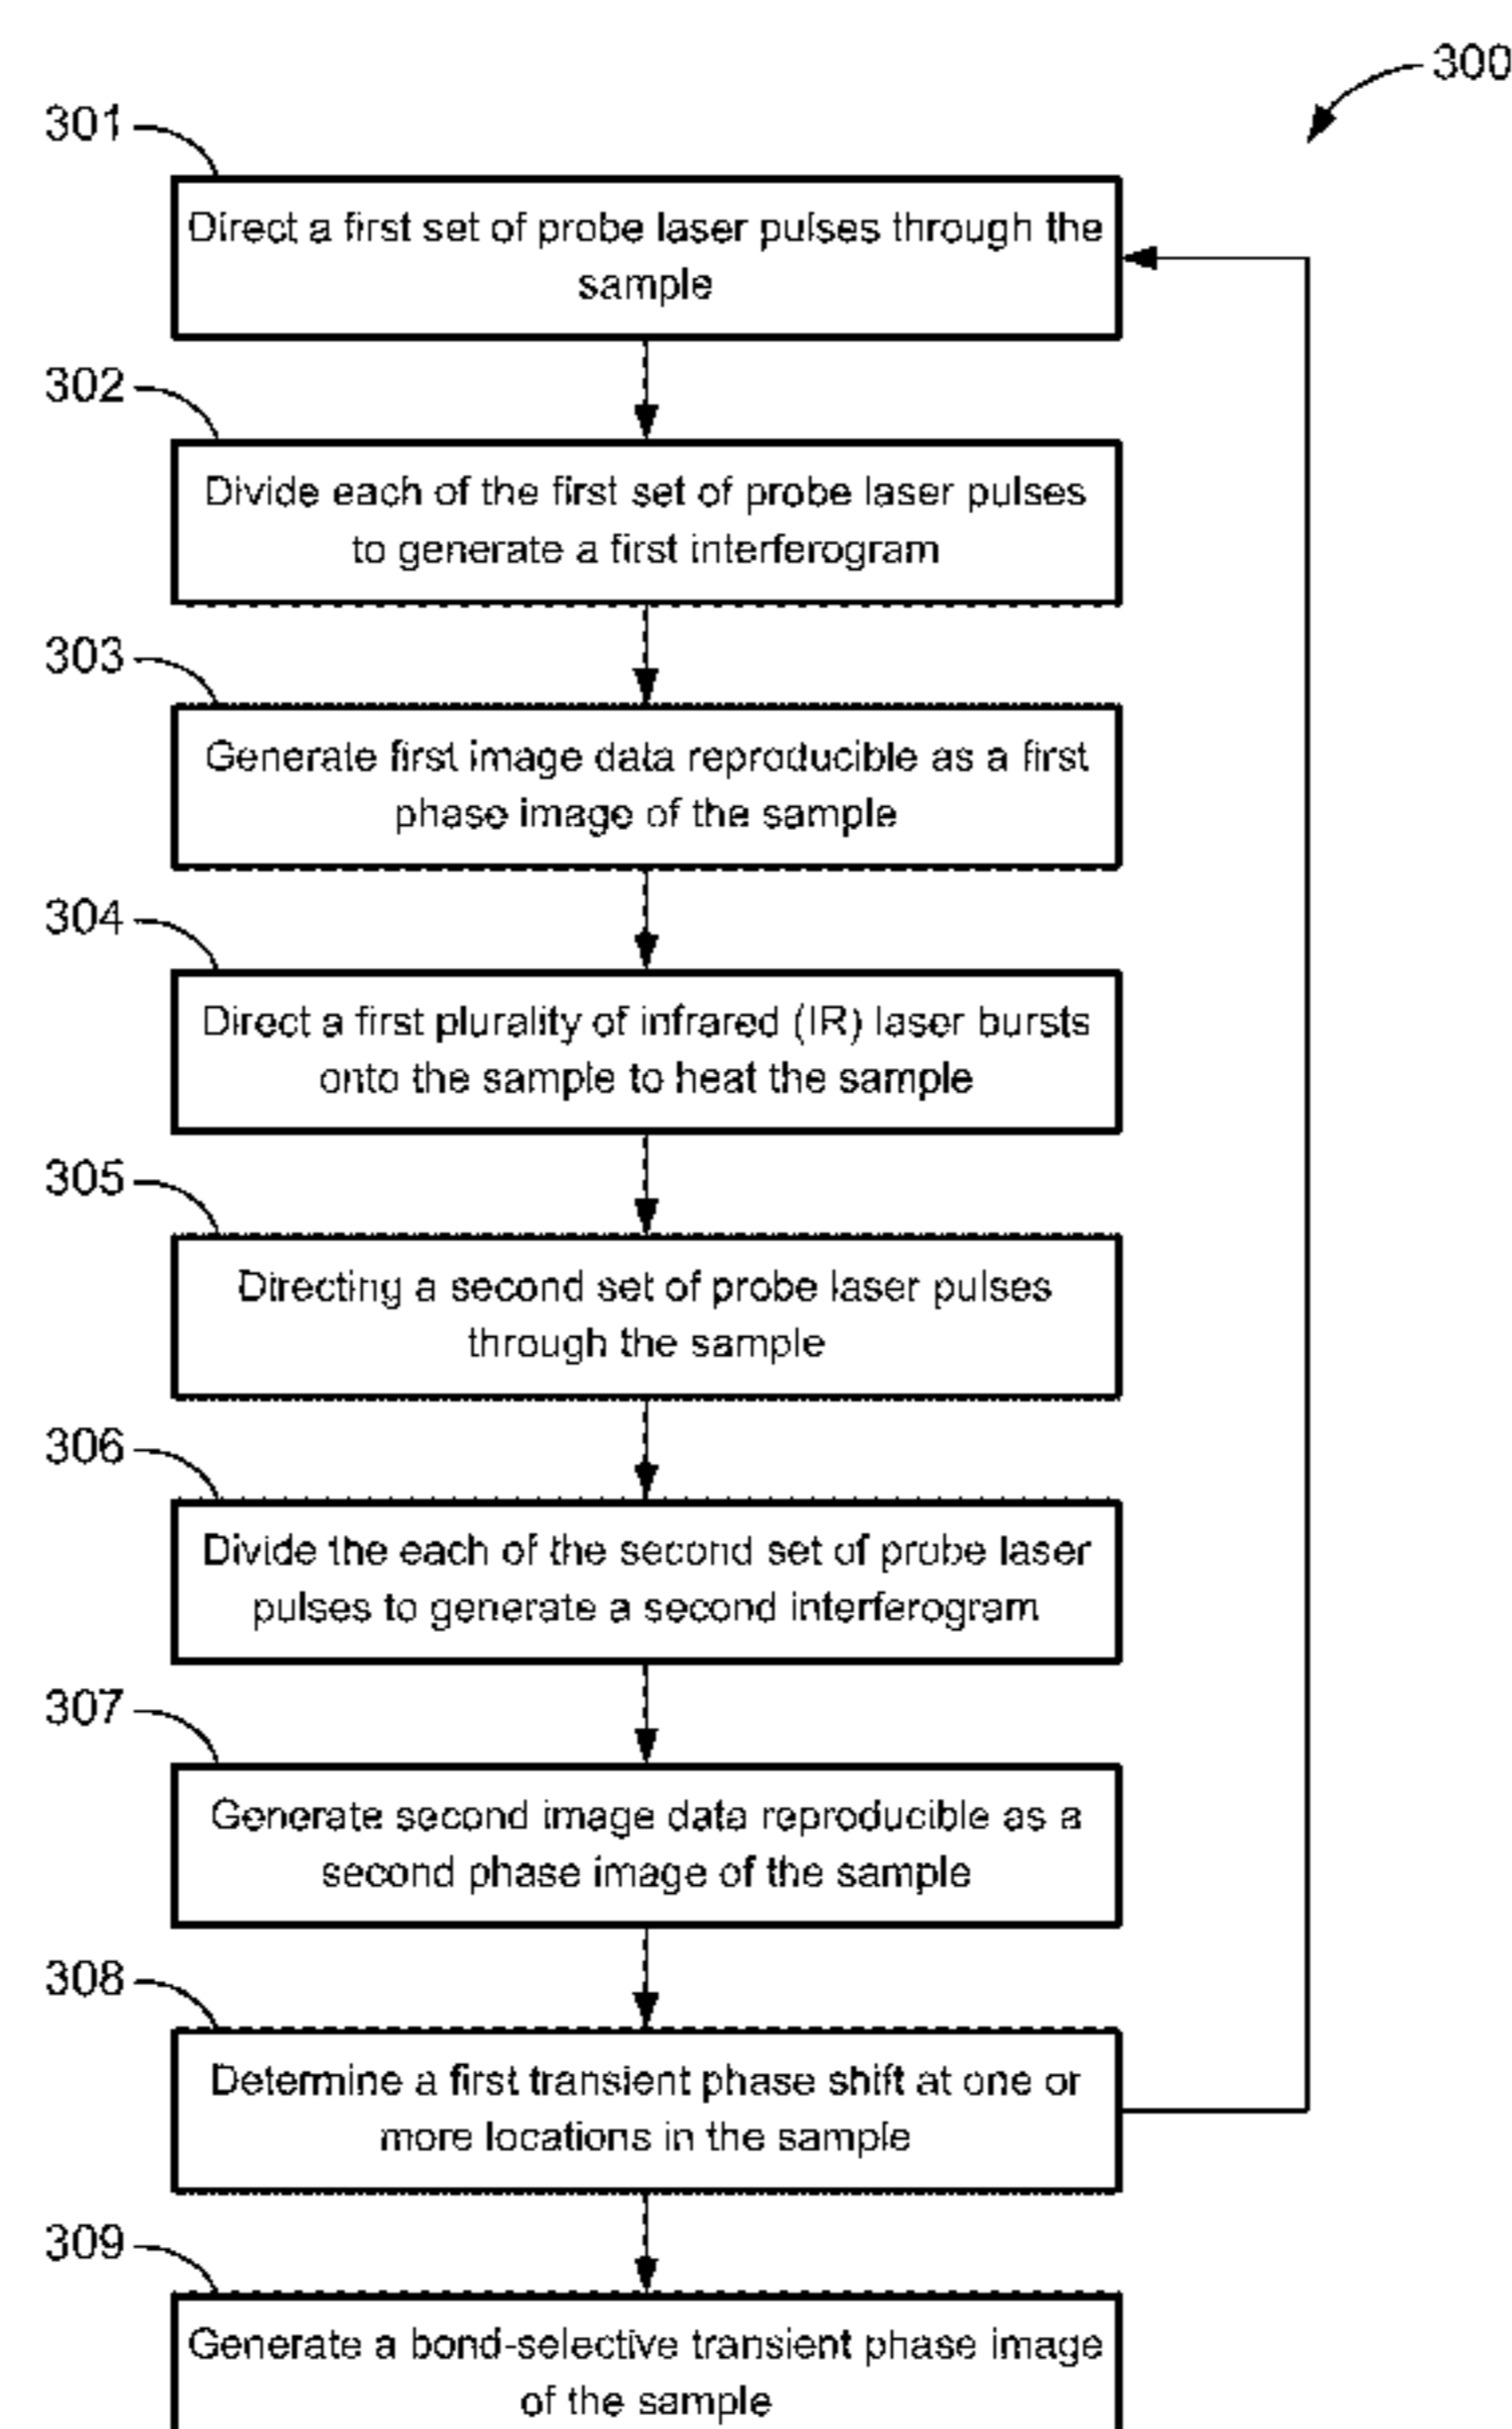 300
301
Direct a first set of probe laser pulses through the
sample
302
Divide each of the first set of probe laser pulses
to generate a first interferogram
303
Generate first image data reproducible as a first
phase image of the sample
304
Direct a first plurality of infrared (IR) laser bursts
onto the sample to heat the sample
305
Directing a second set of probe laser pulses
through the sample
306
Divide the each of the second set of probe laser
pulses to generate a second interferogram
307
Generate second image data reproducible as a
second phase image of the sample
308
Determine a first transient phase shift at one or
more locations in the sample
309
Generate a bond-selective transient phase image
of the sample